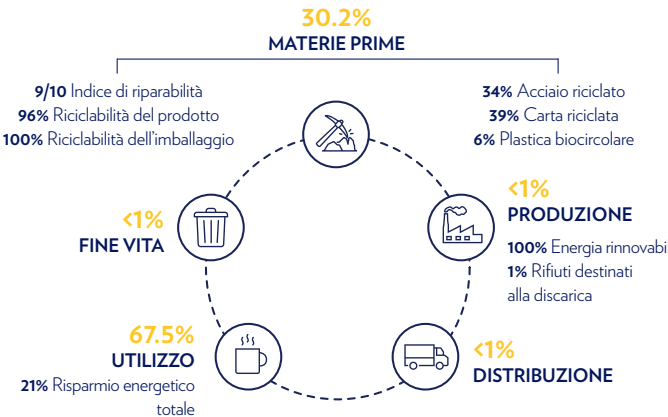 30.2%
MATERIE PRIME
9/10 Indice di riparabilità
96% Riciclabilità del prodotto
100% Riciclabilità dell'imballaggio
34% Acciaio riciclato
39% Carta riciclata
6% Plastica biocircolare
<1%
PRODUZIONE
100% Energia rinnovabi
1% Rifiuti destinati
alla discarica
<1%
DISTRIBUZIONE
67.5%
UTILIZZO
21% Risparmio energetico
totale
<1%
FINE VITA